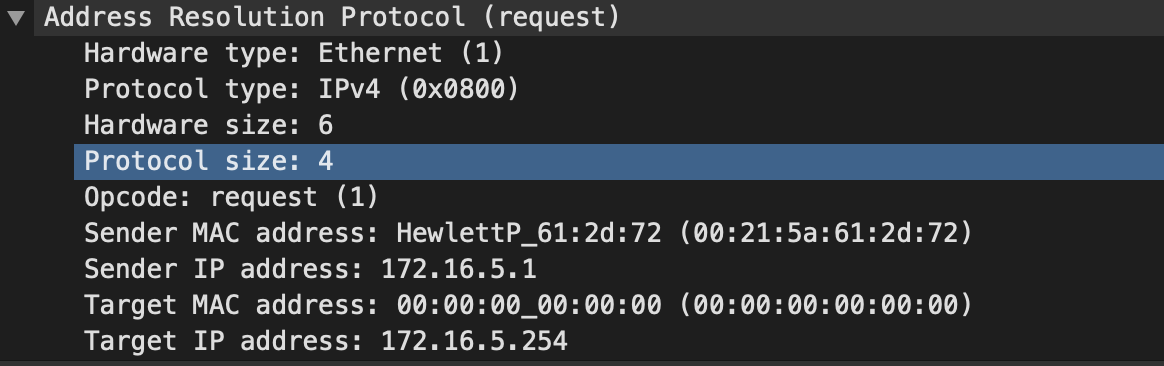 Address Resolution Protocol (request)
Hardware type: Ethernet (1)
Protocol type: IPv4 (0x0800)
Hardware size: 6
Protocol size: 4
Opcode: request (1)
Sender MAC address: HewlettP_61:2d:72 (00:21:5a:61:2d:72)
Sender IP address: 172.16.5.1
Target MAC address: 00:00:00_00:00:00 (00:00:00:00:00:00)
Target IP address: 172.16.5.254